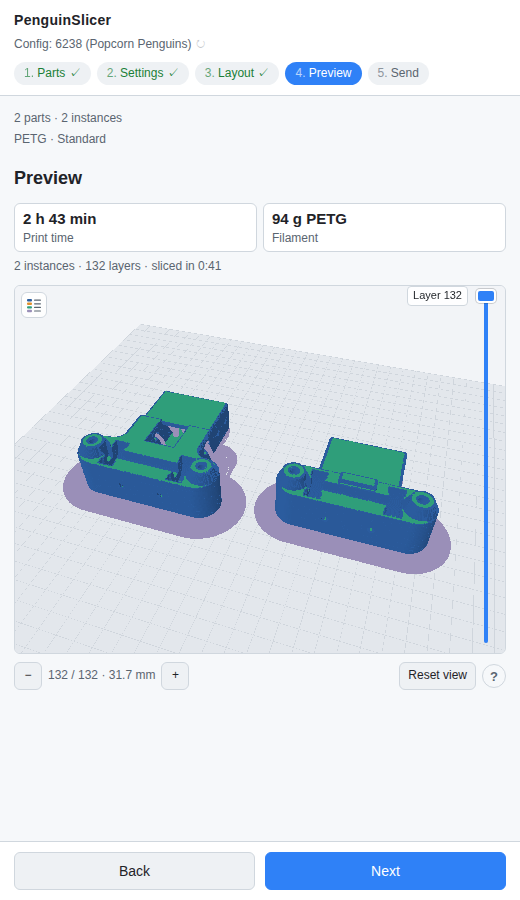 PenguinSlicer
Config: 6238 (Popcorn Penguins)
1. Parts ✓ 2. Settings ✓ 3. Layout ✓ 4. Preview 5. Send
2 parts · 2 instances
PETG · Standard
Preview
2 h 43 min
Print time
94 g PETG
Filament
2 instances · 132 layers · sliced in 0:41
Layer 132
− 132 / 132 · 31.7 mm + Reset view ?
Back Next